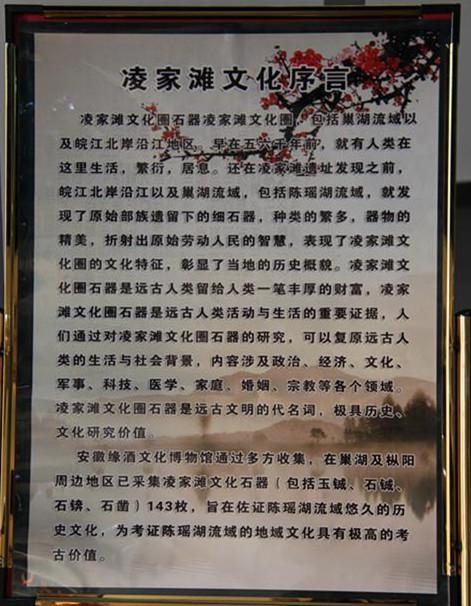 凌家滩文化序言
凌家滩文化圈石器凌家滩文化圈，包括巢湖流域以
及皖江北岸沿江地区。早在五六千年前，就有人类在
这里生活，繁衍，居息。还在凌家滩遗址发现之前，
皖江北岸沿江以及巢湖流域，包括陈瑶湖流域，就发
现了原始部族遗留下的细石器，种类的繁多，器物的
精美，折射出原始劳动人民的智慧，表现了凌家滩文
化圈的文化特征，彰显了当地的历史概貌。凌家滩文
化圈石器是远古人类留给人类一笔丰厚的财富，凌家
滩文化圈石器是远古人类活动与生活的重要证据，人
们通过对凌家滩文化圈石器的研究，可以复原远古人
类的生活与社会背景，内容涉及政治、经济、文化、
军事、科技、医学、家庭、婚姻、宗教等各个领域。
凌家滩文化圈石器是远古文明的代名词，极具历史、
文化研究价值。
安徽缘酒文化博物馆通过多方收集，在巢湖及枞阳
周边地区已采集凌家滩文化石器（包括玉钺、石钺、
石锛、石凿）143枚，旨在佐证陈瑶湖流域悠久的历
史文化，为考证陈瑶湖流域的地域文化具有极高的考
古价值。